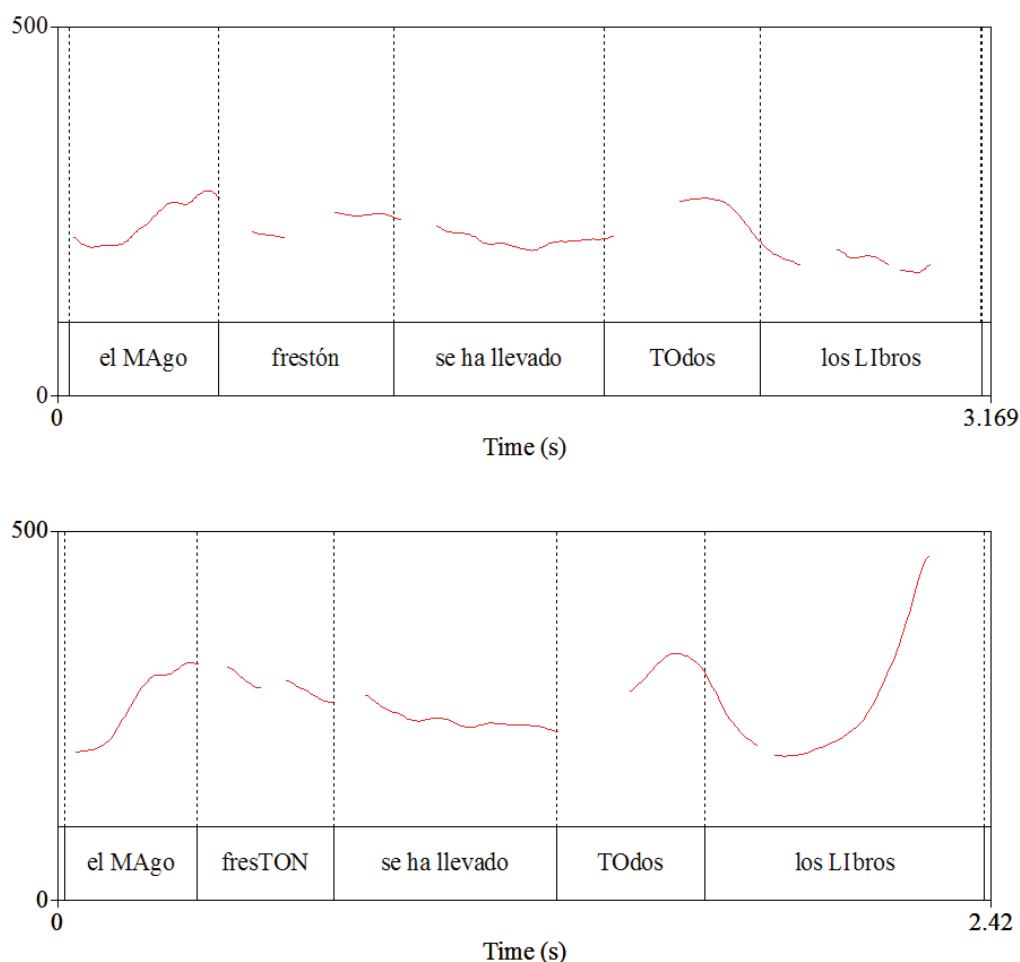 500
el MAgo frestón se ha llevado TOdos los LIbros
0
0 3.169
Time (s)
500
el MAgo fresTON se ha llevado TOdos los LIbros
0
0 2.42
Time (s)